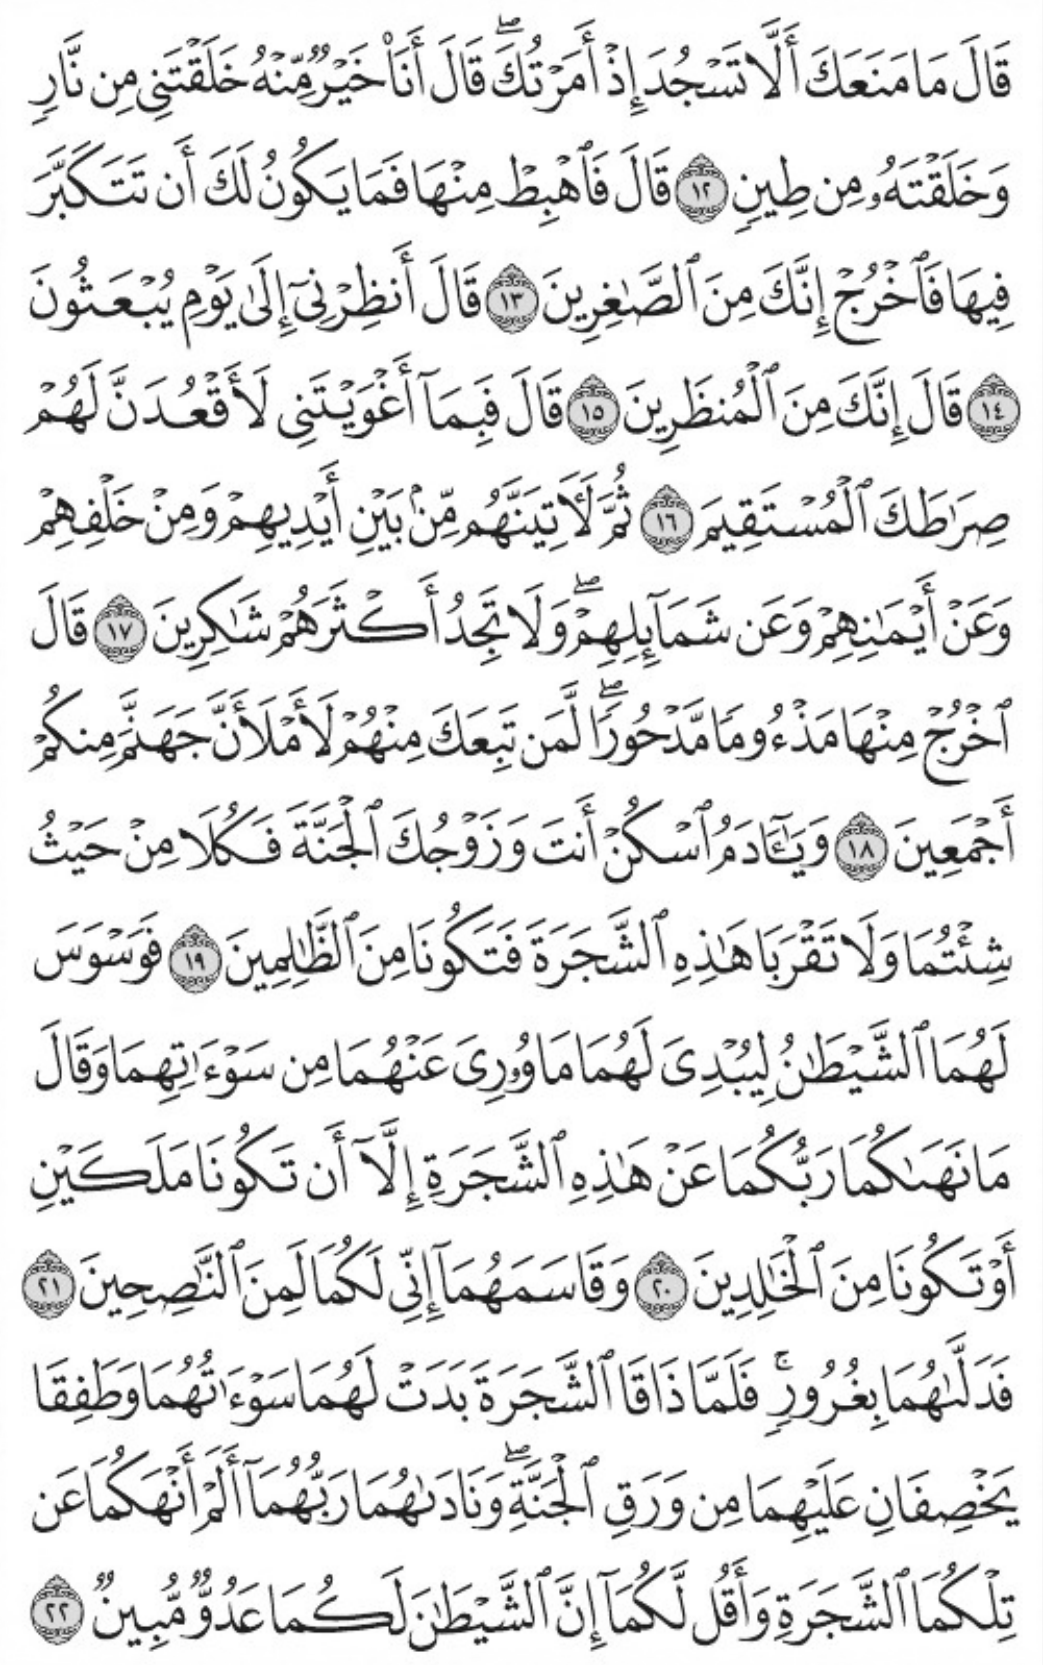 قَالَ مَا مَنَعَكَ أَلَّا تَسْجُدَ إِذْ أَمَرْتُكَ ۖ قَالَ أَنَا۠ خَيْرٌ مِّنْهُ خَلَقْتَنِى مِن نَّارٍ
وَخَلَقْتَهُۥ مِن طِينٍ ١٢ قَالَ فَٱهْبِطْ مِنْهَا فَمَا يَكُونُ لَكَ أَن تَتَكَبَّرَ
فِيهَا فَٱخْرُجْ إِنَّكَ مِنَ ٱلصَّـٰغِرِينَ ١٣ قَالَ أَنظِرْنِىٓ إِلَىٰ يَوْمِ يُبْعَثُونَ
١٤ قَالَ إِنَّكَ مِنَ ٱلْمُنظَرِينَ ١٥ قَالَ فَبِمَآ أَغْوَيْتَنِى لَأَقْعُدَنَّ لَهُمْ
صِرَٰطَكَ ٱلْمُسْتَقِيمَ ١٦ ثُمَّ لَـَٔاتِيَنَّهُم مِّنۢ بَيْنِ أَيْدِيهِمْ وَمِنْ خَلْفِهِمْ
وَعَنْ أَيْمَـٰنِهِمْ وَعَن شَمَآئِلِهِمْ ۖ وَلَا تَجِدُ أَكْثَرَهُمْ شَـٰكِرِينَ ١٧ قَالَ
ٱخْرُجْ مِنْهَا مَذْءُومًا مَّدْحُورًا ۖ لَّمَن تَبِعَكَ مِنْهُمْ لَأَمْلَأَنَّ جَهَنَّمَ مِنكُمْ
أَجْمَعِينَ ١٨ وَيَـٰٓـَٔادَمُ ٱسْكُنْ أَنتَ وَزَوْجُكَ ٱلْجَنَّةَ فَكُلَا مِنْ حَيْثُ
شِئْتُمَا وَلَا تَقْرَبَا هَـٰذِهِ ٱلشَّجَرَةَ فَتَكُونَا مِنَ ٱلظَّـٰلِمِينَ ١٩ فَوَسْوَسَ
لَهُمَا ٱلشَّيْطَـٰنُ لِيُبْدِىَ لَهُمَا مَا وُۥرِىَ عَنْهُمَا مِن سَوْءَٰتِهِمَا وَقَالَ
مَا نَهَىٰكُمَا رَبُّكُمَا عَنْ هَـٰذِهِ ٱلشَّجَرَةِ إِلَّآ أَن تَكُونَا مَلَكَيْنِ
أَوْ تَكُونَا مِنَ ٱلْخَـٰلِدِينَ ٢٠ وَقَاسَمَهُمَآ إِنِّى لَكُمَا لَمِنَ ٱلنَّـٰصِحِينَ ٢١
فَدَلَّىٰهُمَا بِغُرُورٍ ۚ فَلَمَّا ذَاقَا ٱلشَّجَرَةَ بَدَتْ لَهُمَا سَوْءَٰتُهُمَا وَطَفِقَا
يَخْصِفَانِ عَلَيْهِمَا مِن وَرَقِ ٱلْجَنَّةِ ۖ وَنَادَىٰهُمَا رَبُّهُمَآ أَلَمْ أَنْهَكُمَا عَن
تِلْكُمَا ٱلشَّجَرَةِ وَأَقُل لَّكُمَآ إِنَّ ٱلشَّيْطَـٰنَ لَكُمَا عَدُوٌّ مُّبِينٌ ٢٢